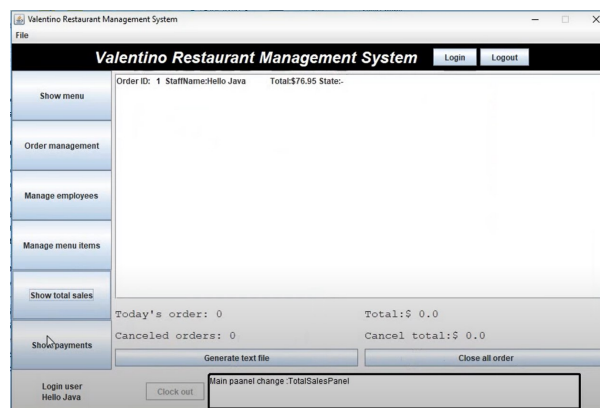 Valentino Restaurant Management System
File
Valentino Restaurant Management System
Login
Logout
Show menu
Order management
Manage employees
Manage menu items
Show total sales
Show payments
Order ID: 1 StaffName:Hello Java Total:$76.95 State:-
Today's order: 0 Total:$ 0.0
Canceled orders: 0 Cancel total:$ 0.0
Generate text file
Close all order
Login user
Hello Java
Clock out
Main paanel change :TotalSalesPanel